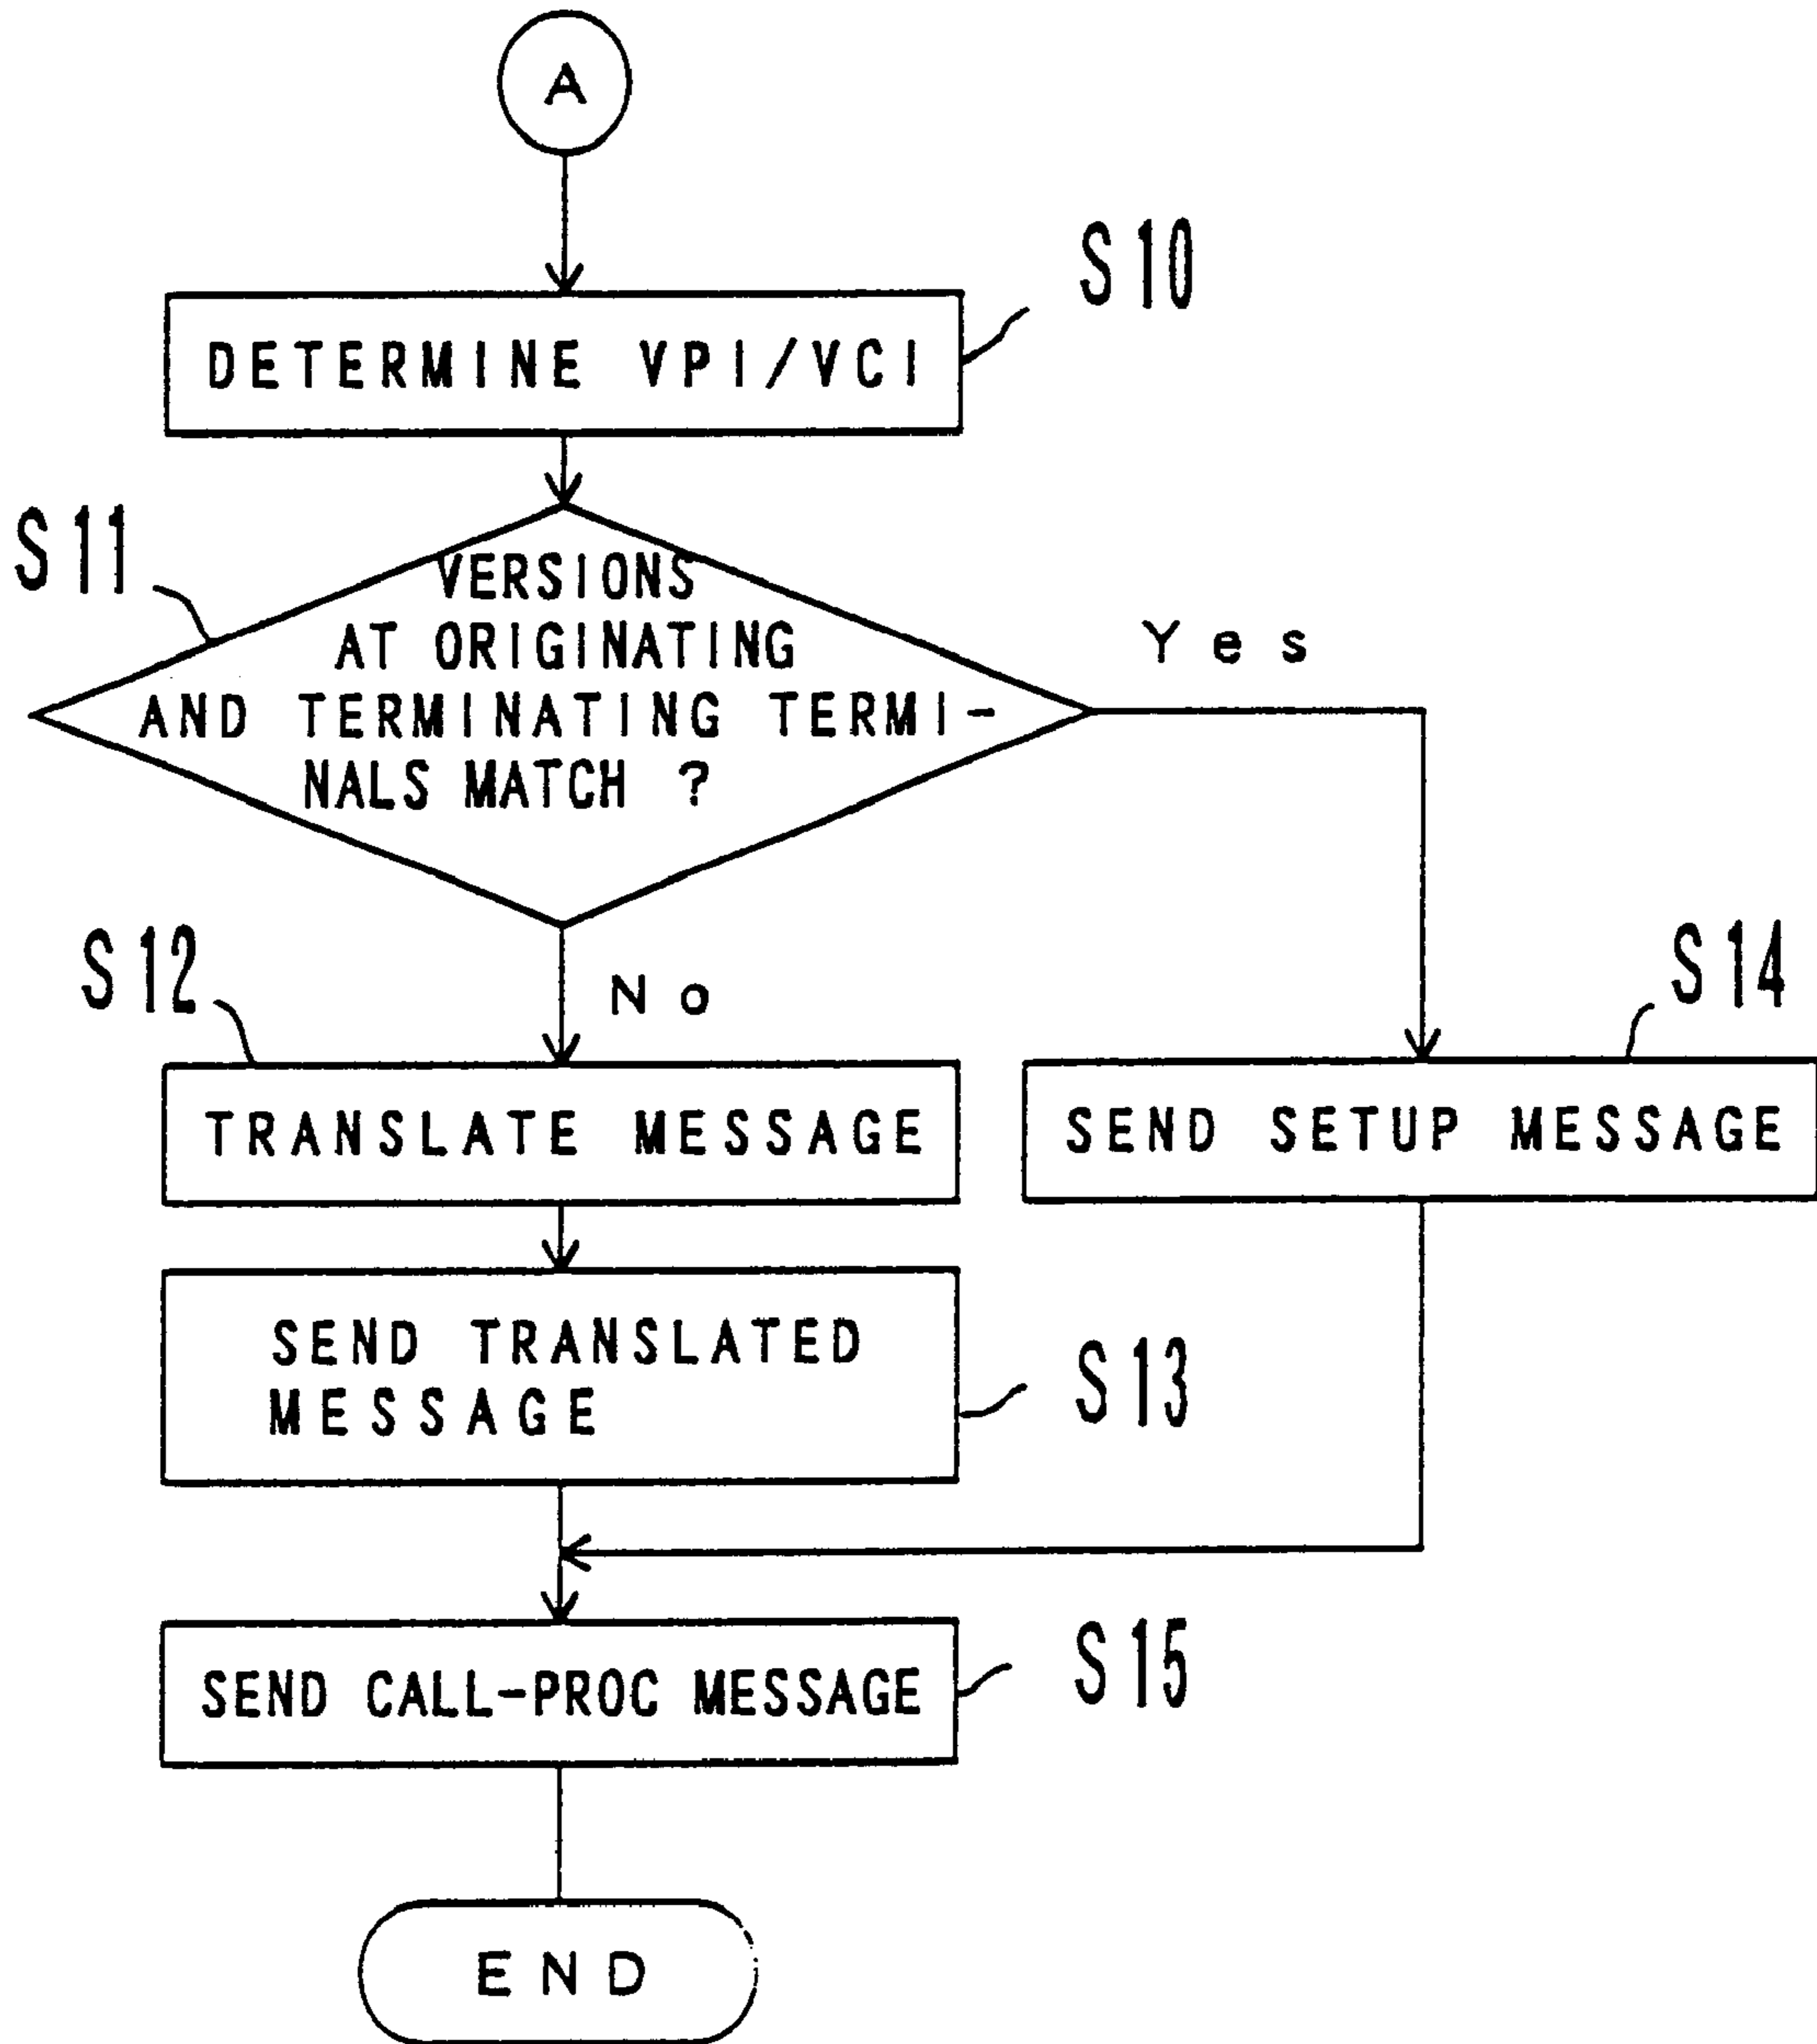 A
S10
DETERMINE VPI/VCI
S11
VERSIONS
AT ORIGINATING
AND TERMINATING TERMI-
NALS MATCH ?
Yes
S12
No
S14
TRANSLATE MESSAGE
SEND SETUP MESSAGE
SEND TRANSLATED
MESSAGE
S13
SEND CALL-PROC MESSAGE
S15
END